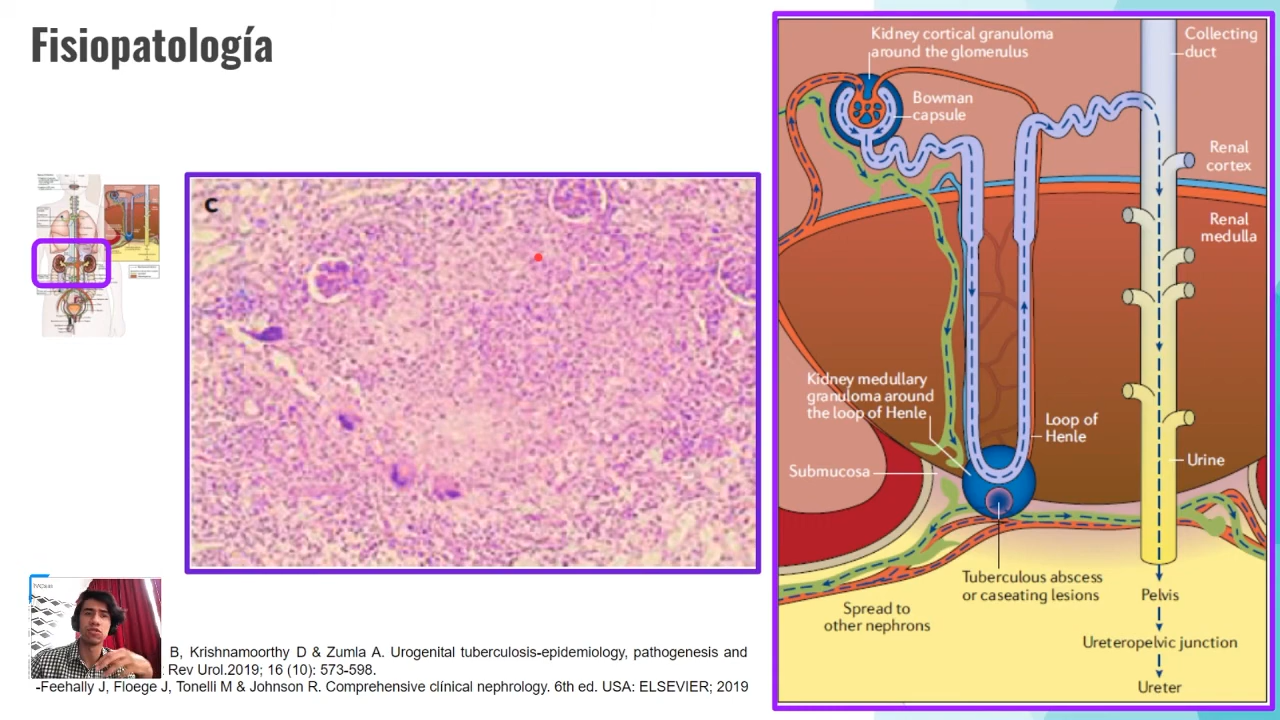 Fisiopatología
Kidney cortical granuloma
around the glomerulus
Collecting
duct
Bowman
capsule
Renal
cortex
Renal
medulla
C
Kidney medullary
granuloma around
the loop of Henle
Loop of
Henle
Submucosa
Urine
Tuberculous abscess
or caseating lesions
Pelvis
Spread to
other nephrons
Ureteropelvic junction
Ureter
B, Krishnamoorthy D & Zumla A. Urogenital tuberculosis-epidemiology, pathogenesis and
Rev Urol.2019; 16 (10): 573-598.
-Feehally J, Floege J, Tonelli M & Johnson R. Comprehensive clínical nephrology. 6th ed. USA: ELSEVIER; 2019